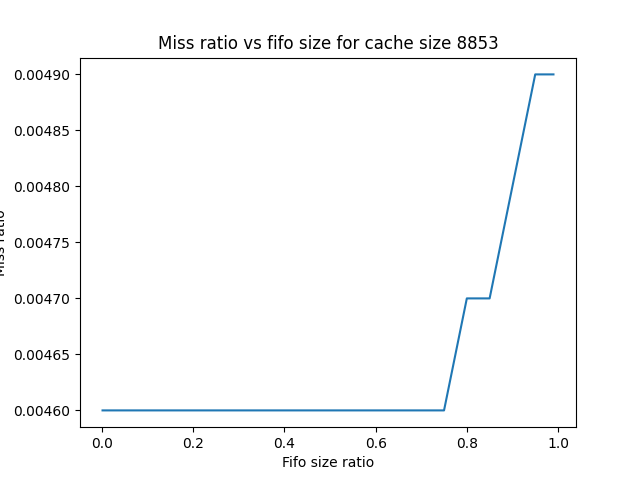 Miss ratio vs fifo size for cache size 8853
0.00490
0.00485
0.00480
0.00475
0.00470
0.00465
0.00460
Miss ratio
0.0 0.2 0.4 0.6 0.8 1.0
Fifo size ratio